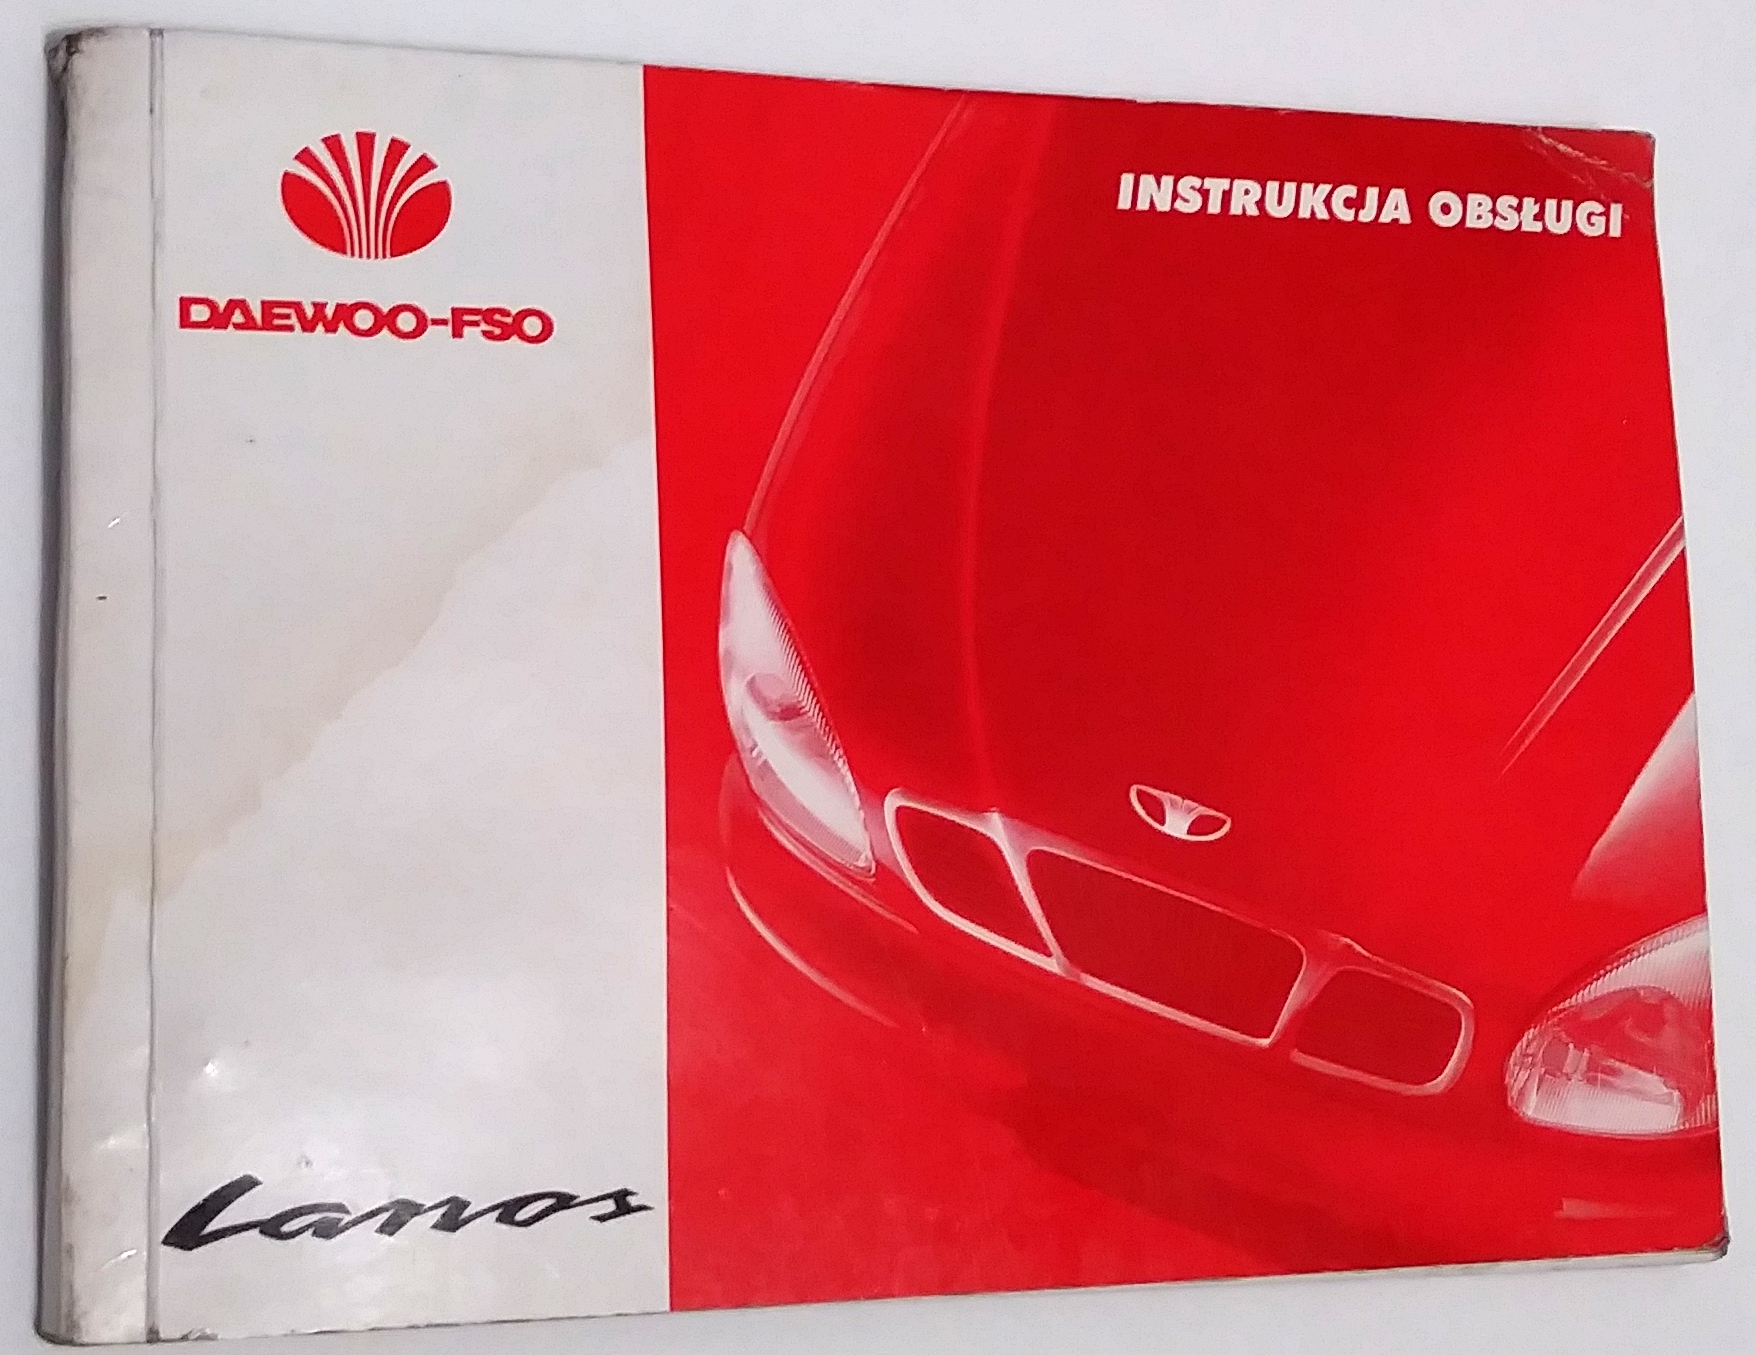 DAEWOO-FSO
INSTRUKCJA OBSŁUGI
Lanos